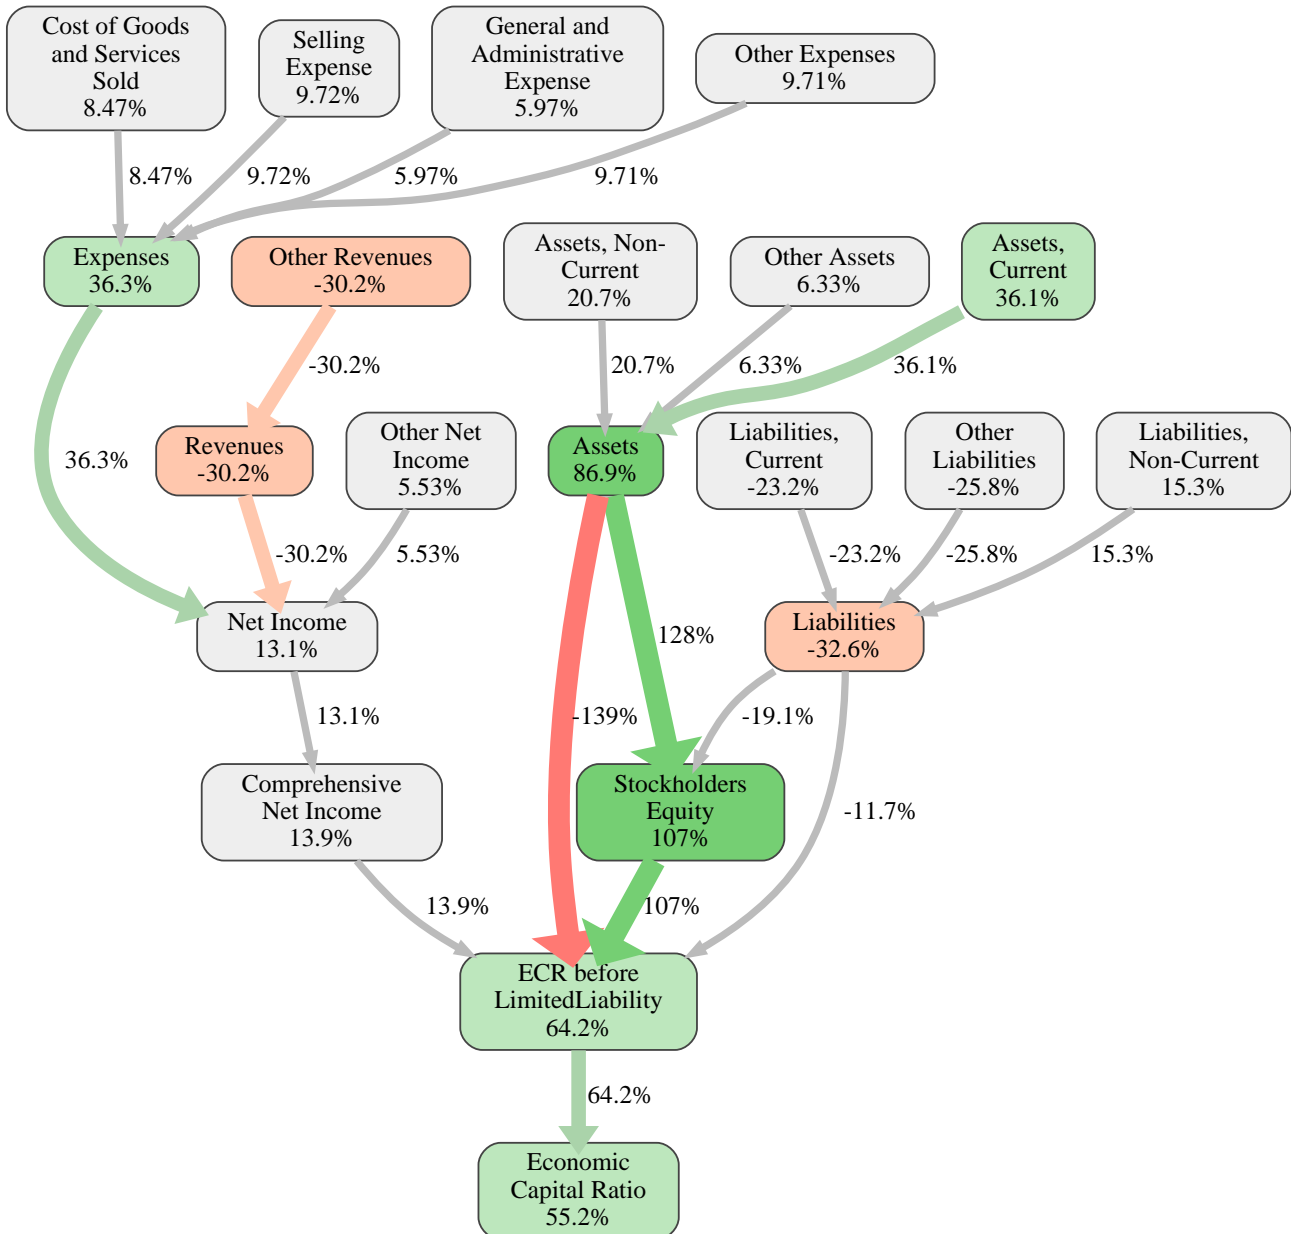 Cost of Goods
and Services
Sold
8.47%
Selling
Expense
9.72%
General and
Administrative
Expense
5.97%
Other Expenses
9.71%
8.47%
9.72%
5.97%
9.71%
Expenses
36.3%
Other Revenues
-30.2%
Assets, Non-
Current
20.7%
Other Assets
6.33%
Assets,
Current
36.1%
-30.2%
20.7%
6.33%
36.1%
36.3%
Revenues
-30.2%
Other Net
Income
5.53%
Assets
86.9%
Liabilities,
Current
-23.2%
Other
Liabilities
-25.8%
Liabilities,
Non-Current
15.3%
-30.2%
5.53%
-23.2%
-25.8%
15.3%
Net Income
13.1%
128%
Liabilities
-32.6%
13.1%
-139%
-19.1%
Comprehensive
Net Income
13.9%
Stockholders
Equity
107%
-11.7%
13.9%
107%
ECR before
LimitedLiability
64.2%
64.2%
Economic
Capital Ratio
55.2%